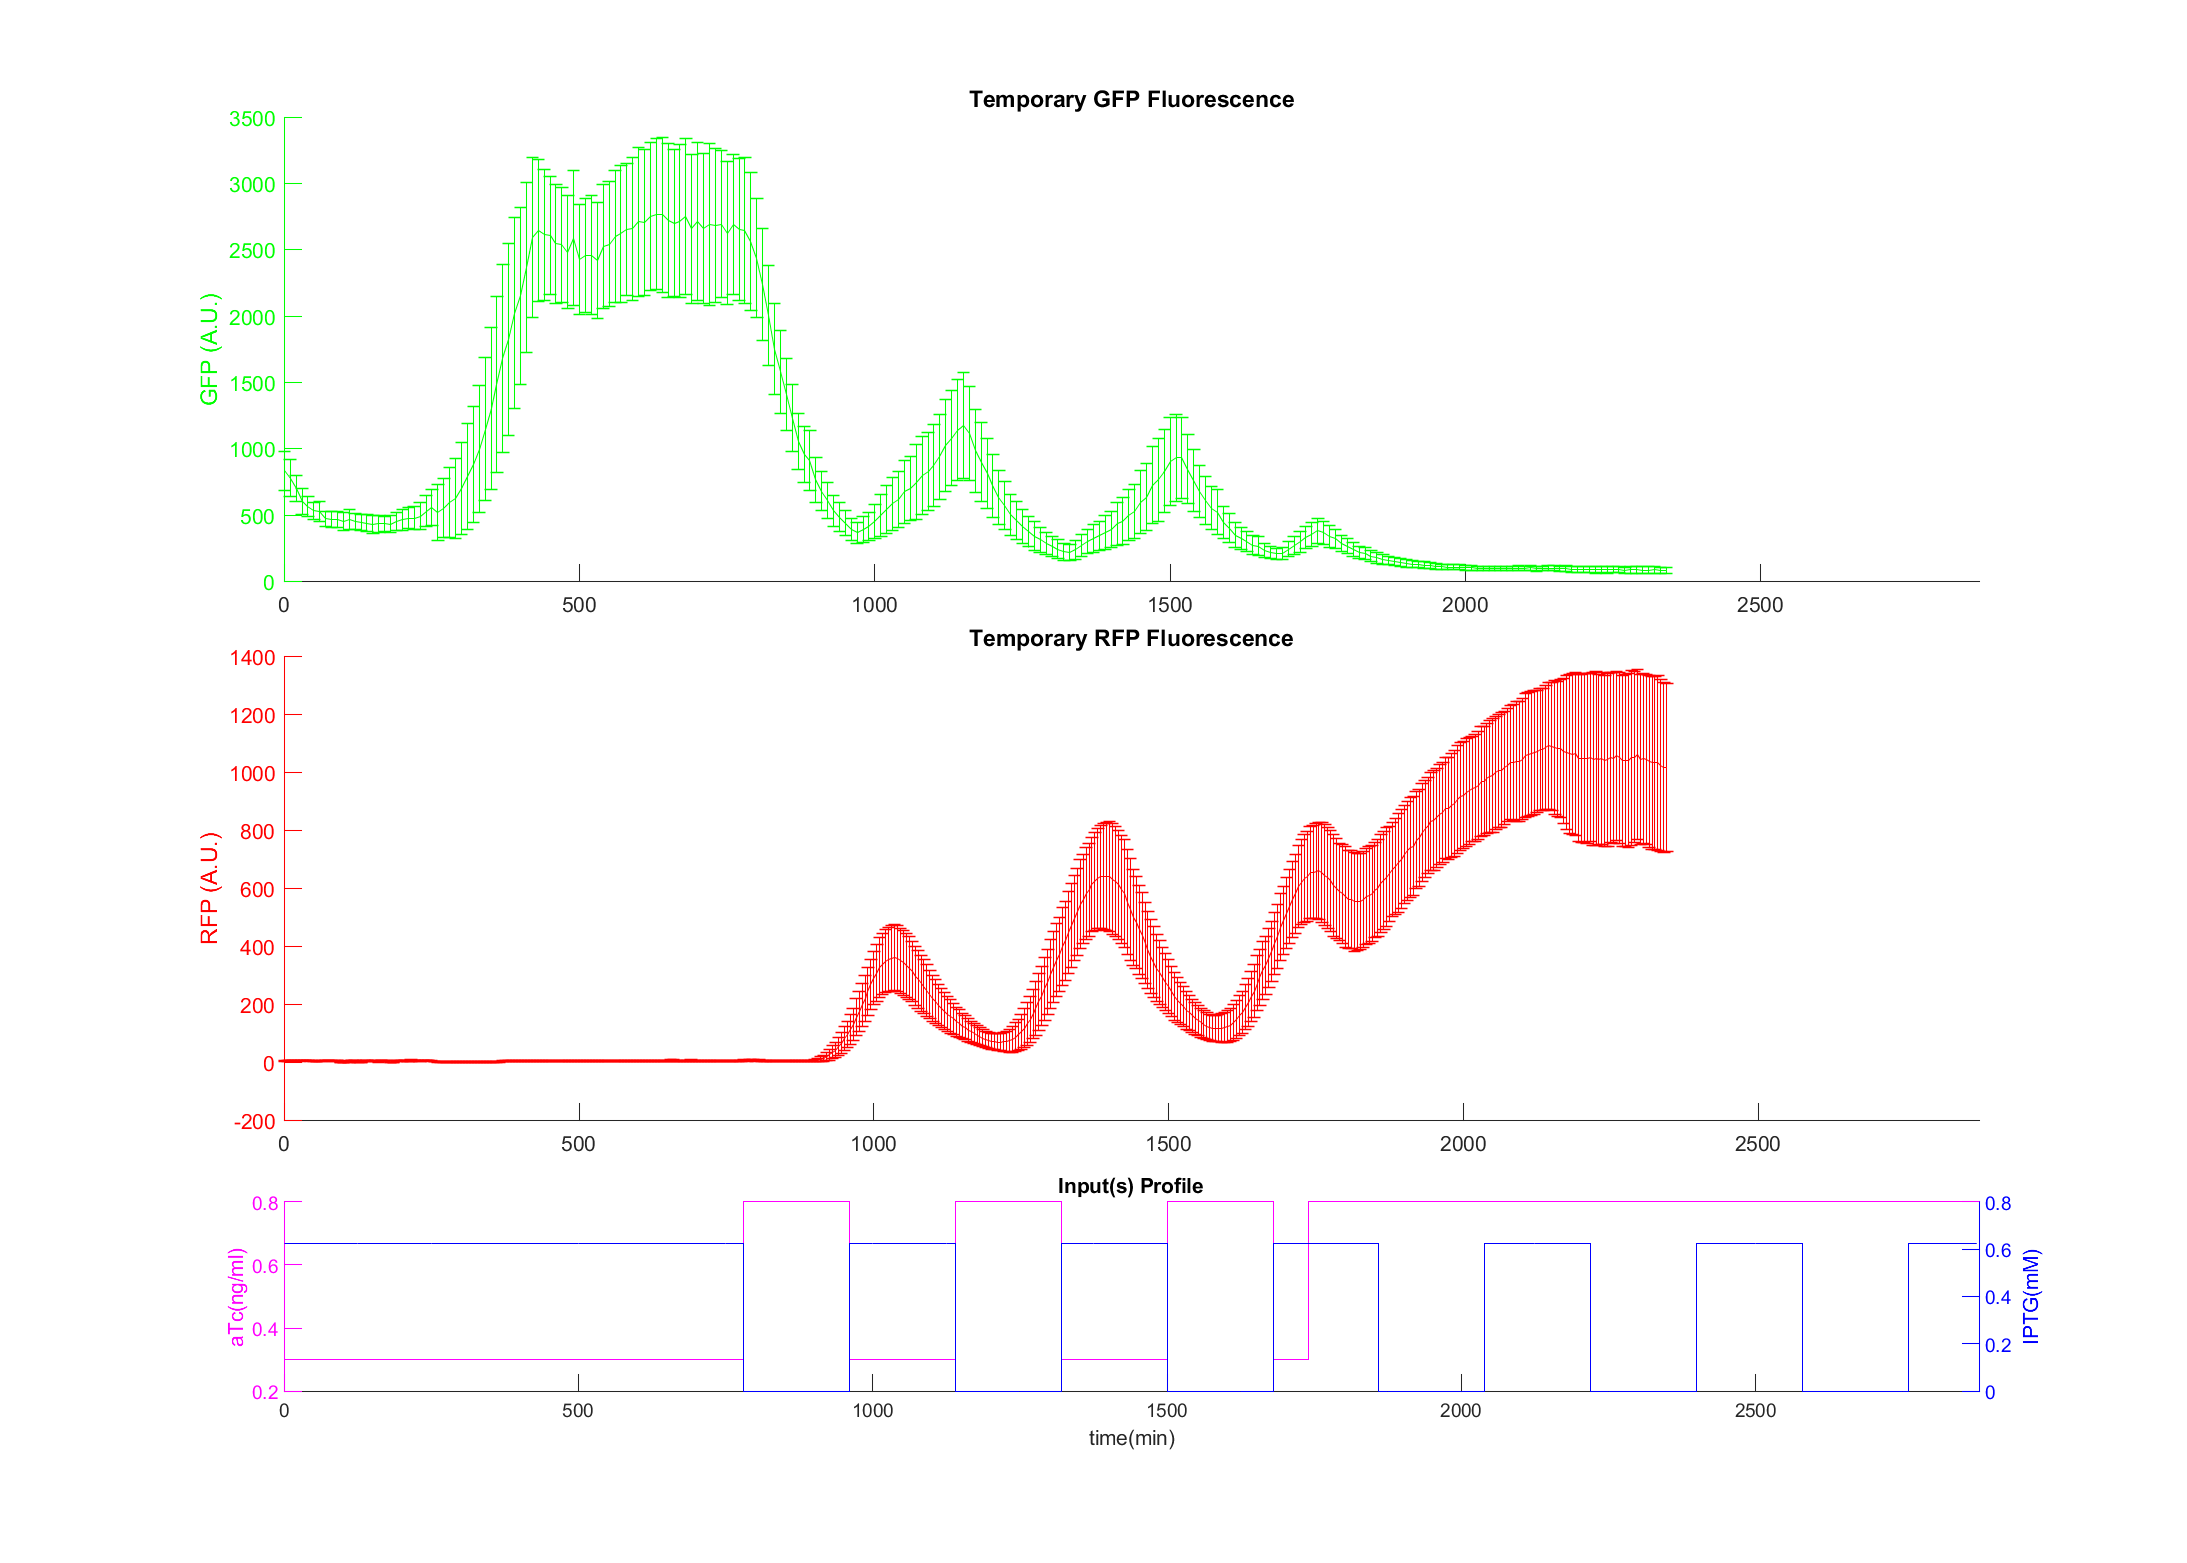 Temporary GFP Fluorescence
3500
3000
2500
2000
1500
1000
500
0
GFP (A.U.)
0 500 1000 1500 2000 2500
Temporary RFP Fluorescence
1400
1200
1000
800
600
400
200
0
-200
RFP (A.U.)
0 500 1000 1500 2000 2500
Input(s) Profile
0.8
0.6
0.4
0.2
aTc(ng/ml)
0.8
0.6
0.4
0.2
0
IPTG(mM)
0 500 1000 1500 2000 2500
time(min)